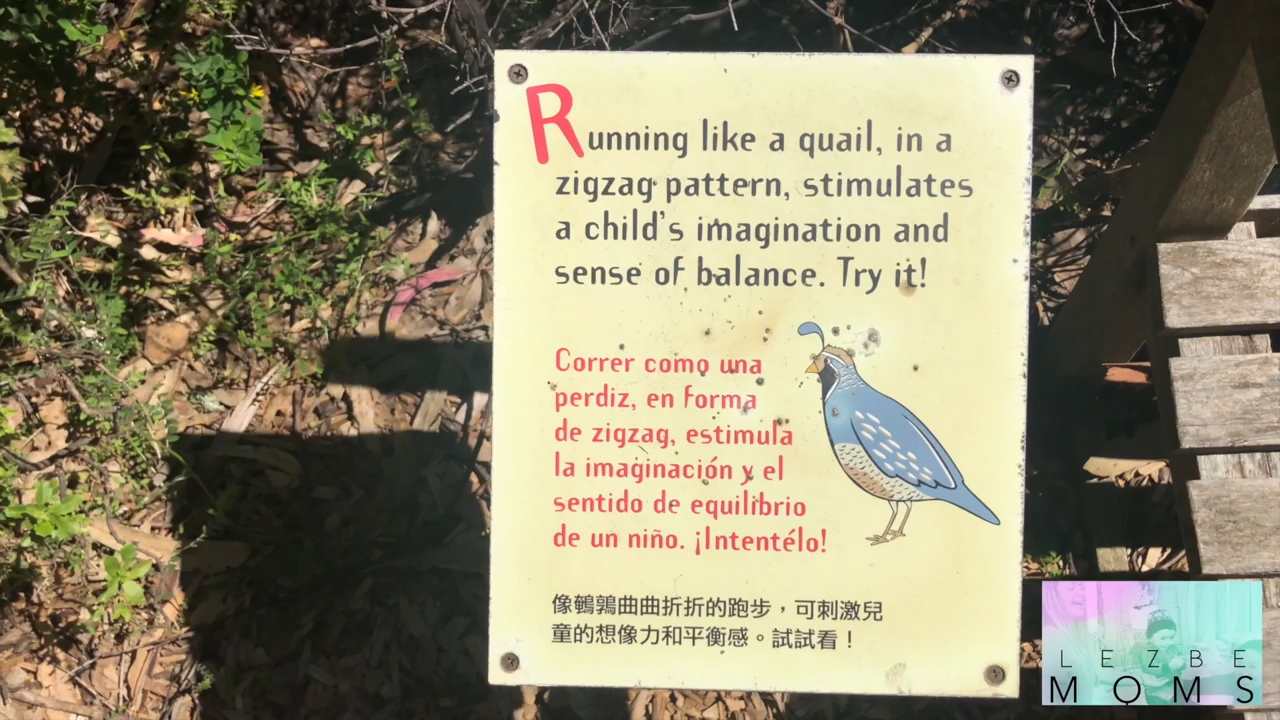 Running like a quail, in a
zigzag pattern, stimulates
a child's imagination and
sense of balance. Try it!
Correr como una
perdiz, en forma
de zigzag, estimula
la imaginación y el
sentido de equilibrio
de un niño. ¡Intentélo!
像鵪鶉曲曲折折的跑步，可刺激兒
童的想像力和平衡感。試試看！
LEZBE
MOMS